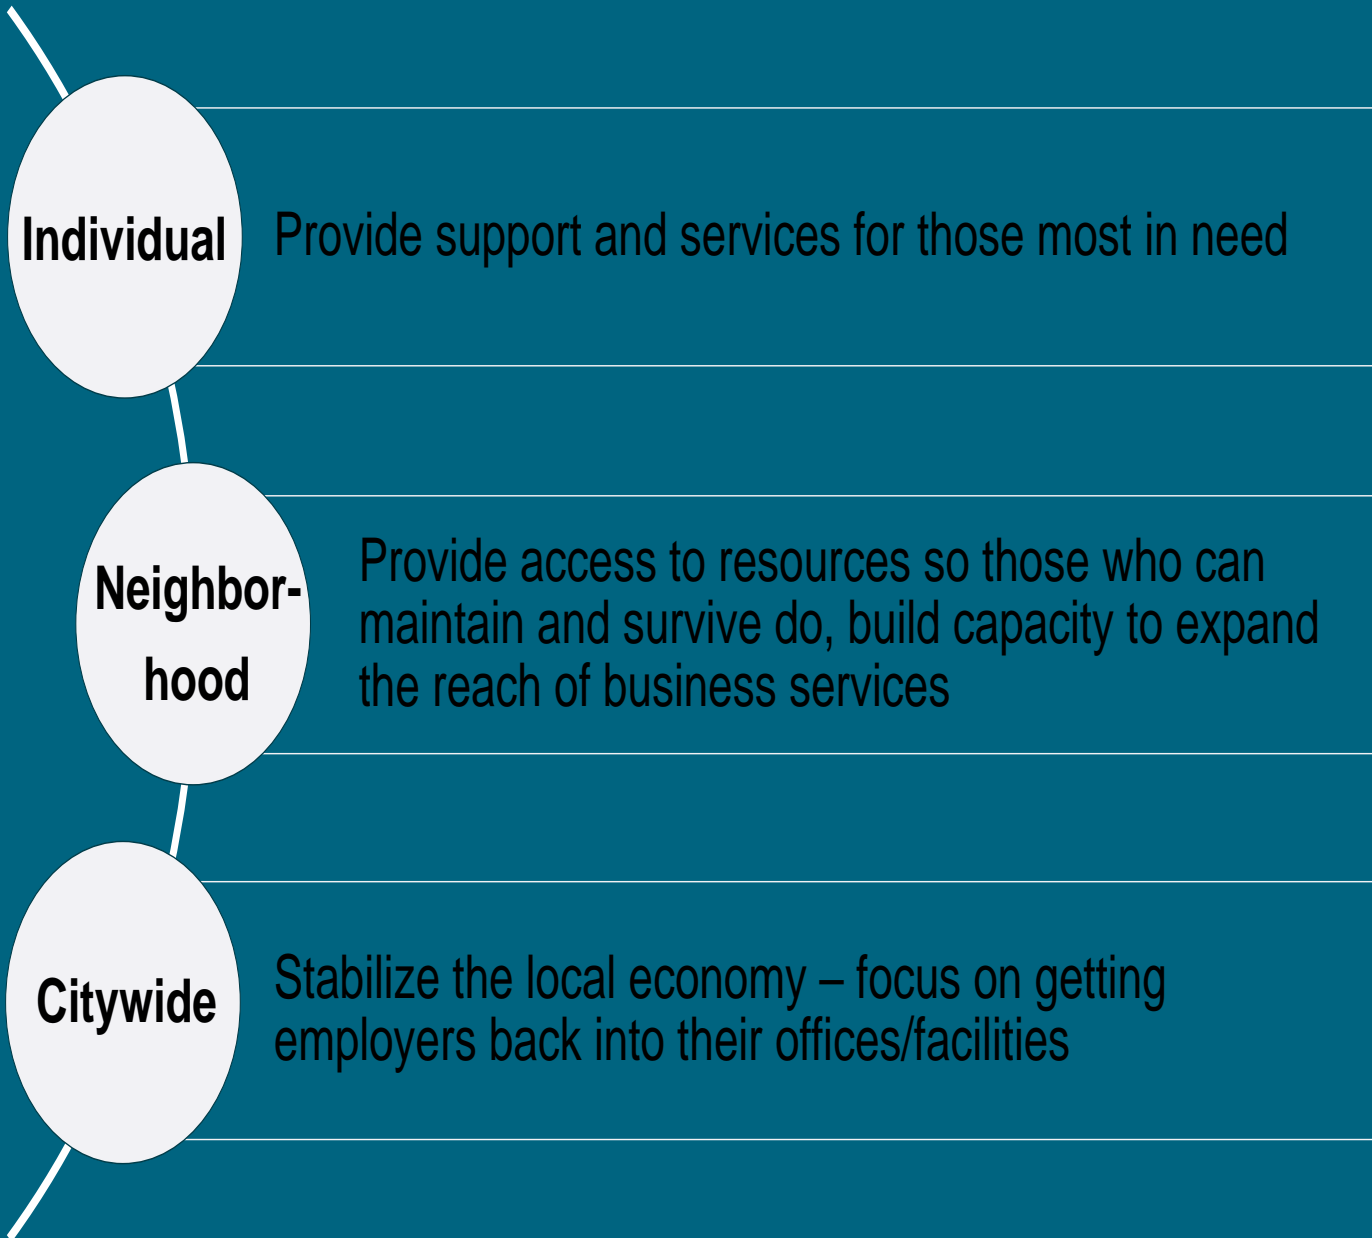 Individual
Provide support and services for those most in need
Neighbor-
hood
Provide access to resources so those who can
maintain and survive do, build capacity to expand
the reach of business services
Citywide
Stabilize the local economy – focus on getting
employers back into their offices/facilities